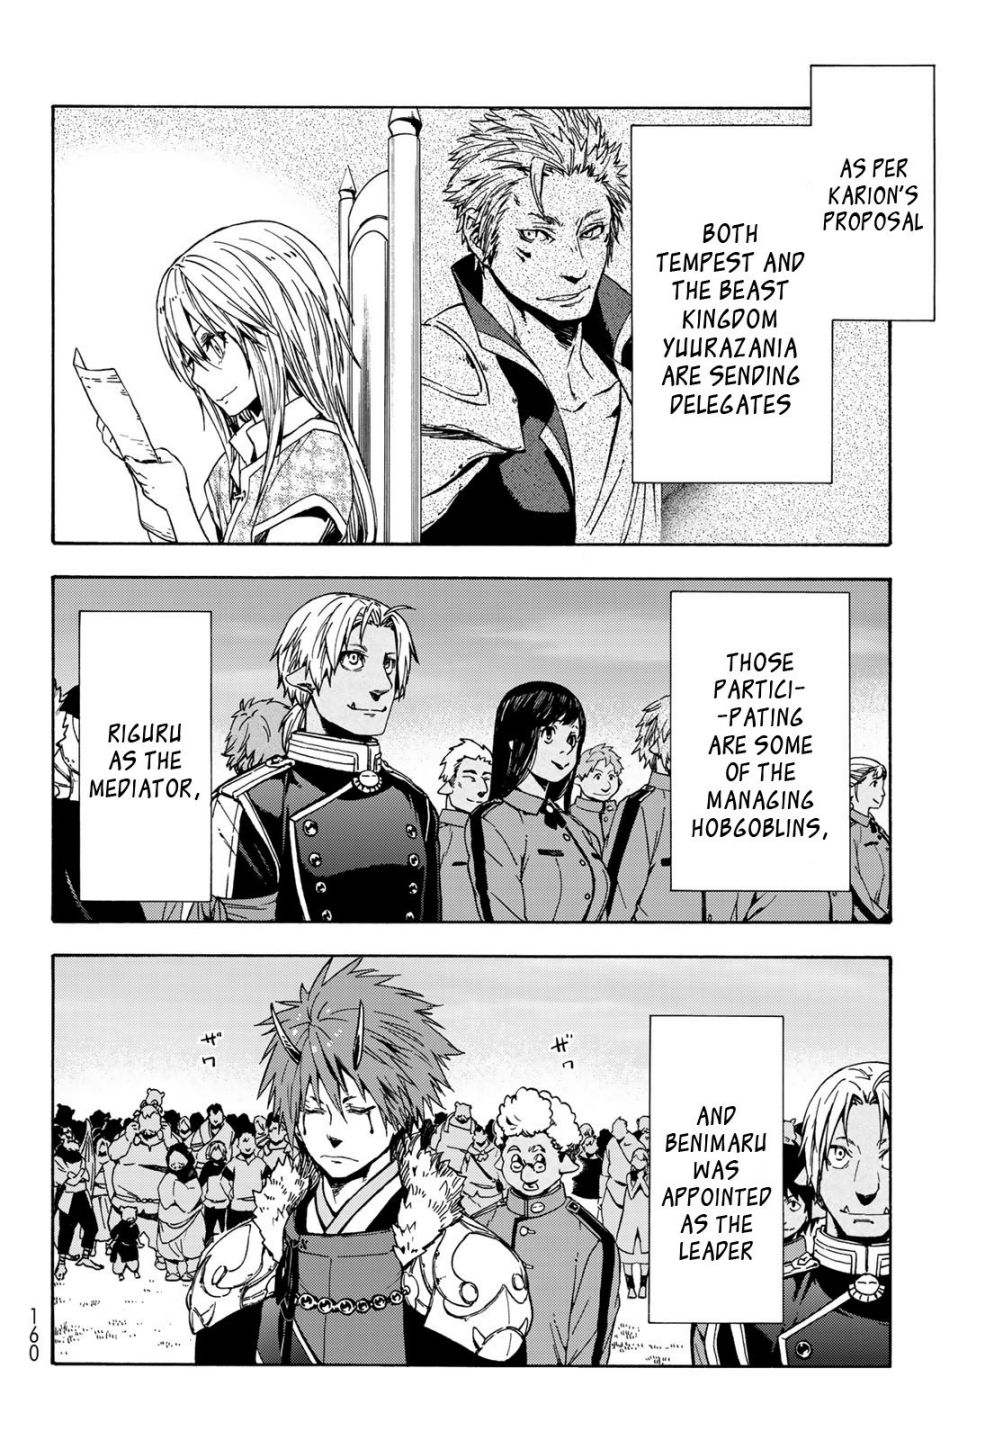 AS PER
KARION'S
PROPOSAL
BOTH
TEMPEST AND
THE BEAST
KINGDOM
YUURAZANIA
ARE SENDING
DELEGATES
THOSE
PARTICI-
-PATING
ARE SOME
OF THE
MANAGING
HOBGOBLINS,
RIGURU
AS THE
MEDIATOR,
ザワ
ザワ
AND
BENIMARU
WAS
APPOINTED
AS THE
LEADER
160